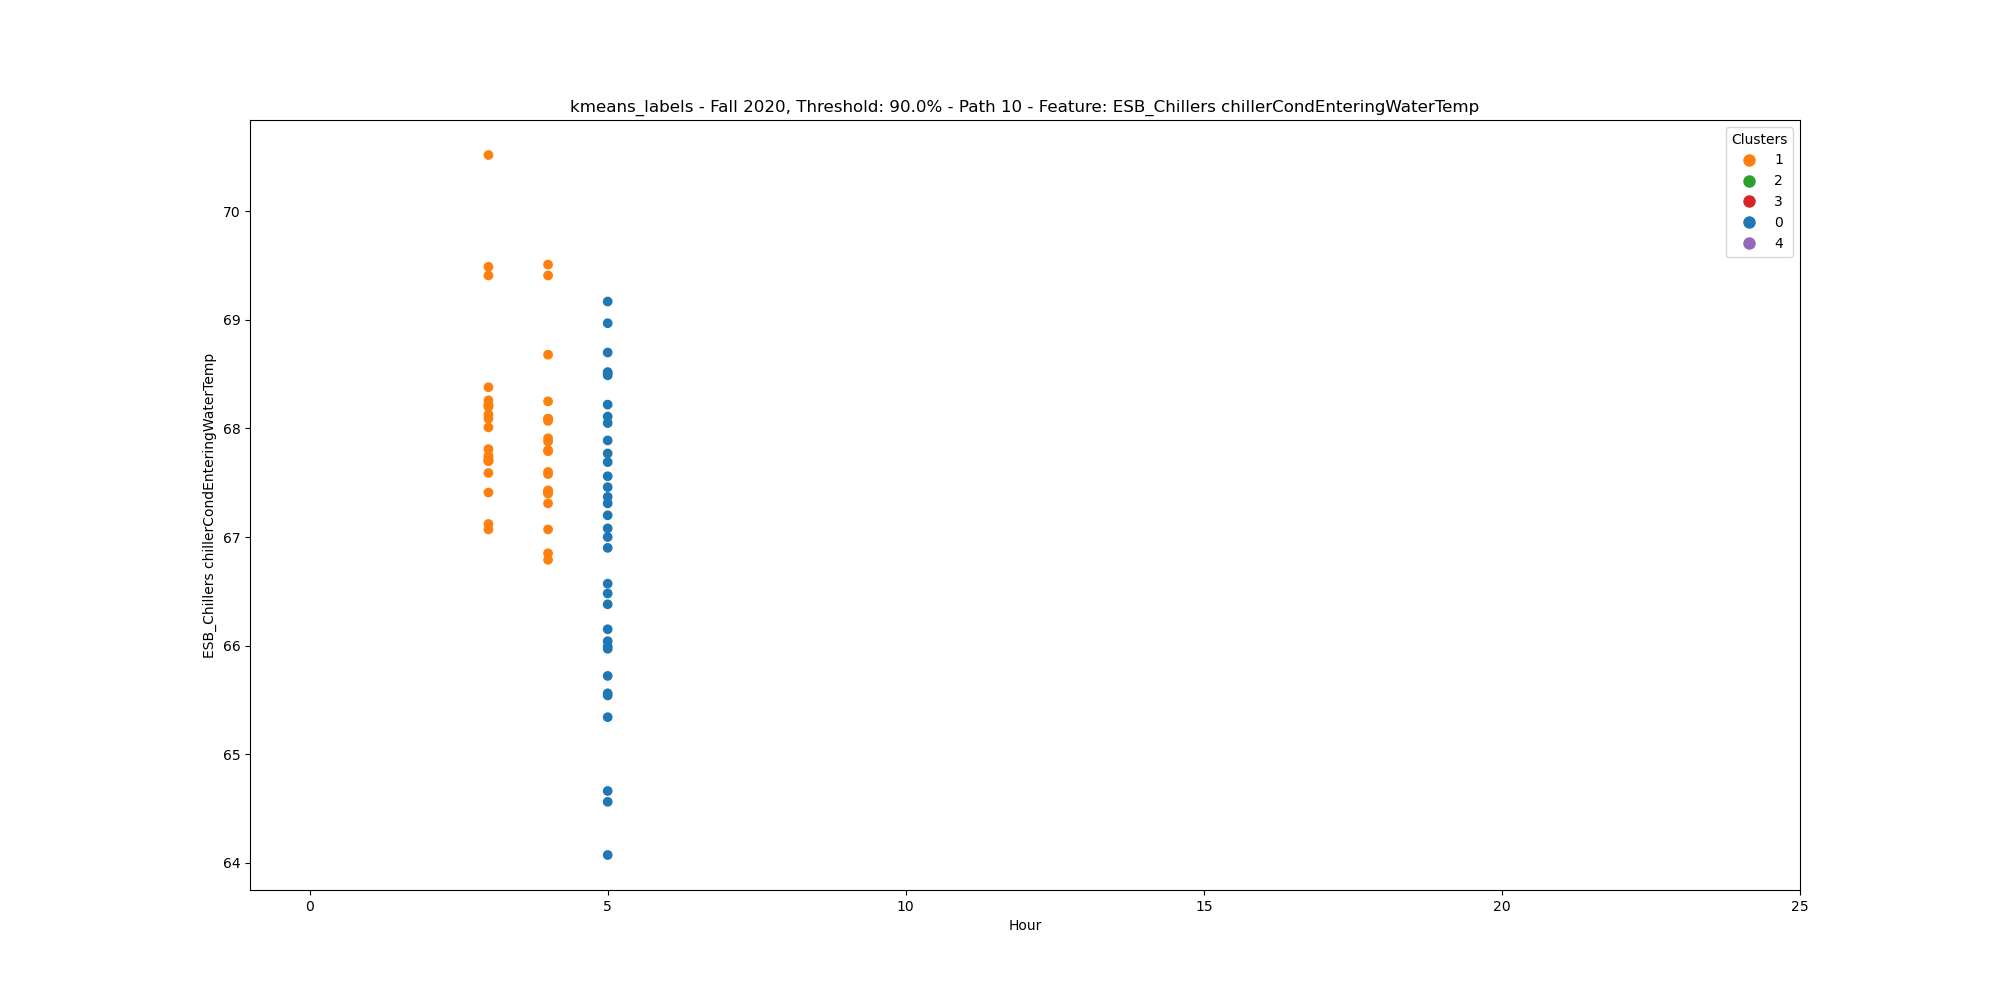 kmeans_labels - Fall 2020, Threshold: 90.0% - Path 10 - Feature: ESB_Chillers chillerCondEnteringWaterTemp
Clusters
1
2
3
0
4
70
69
68
67
66
65
64
ESB_Chillers chillerCondEnteringWaterTemp
0 5 10 15 20 25
Hour